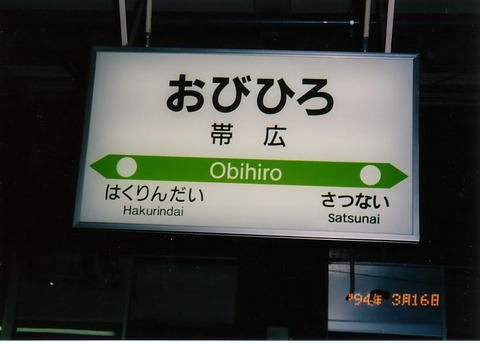 おびひろ
帯広
Obihiro
はくりんだい さつない
Hakurindai Satsunai
'94年 3月16日